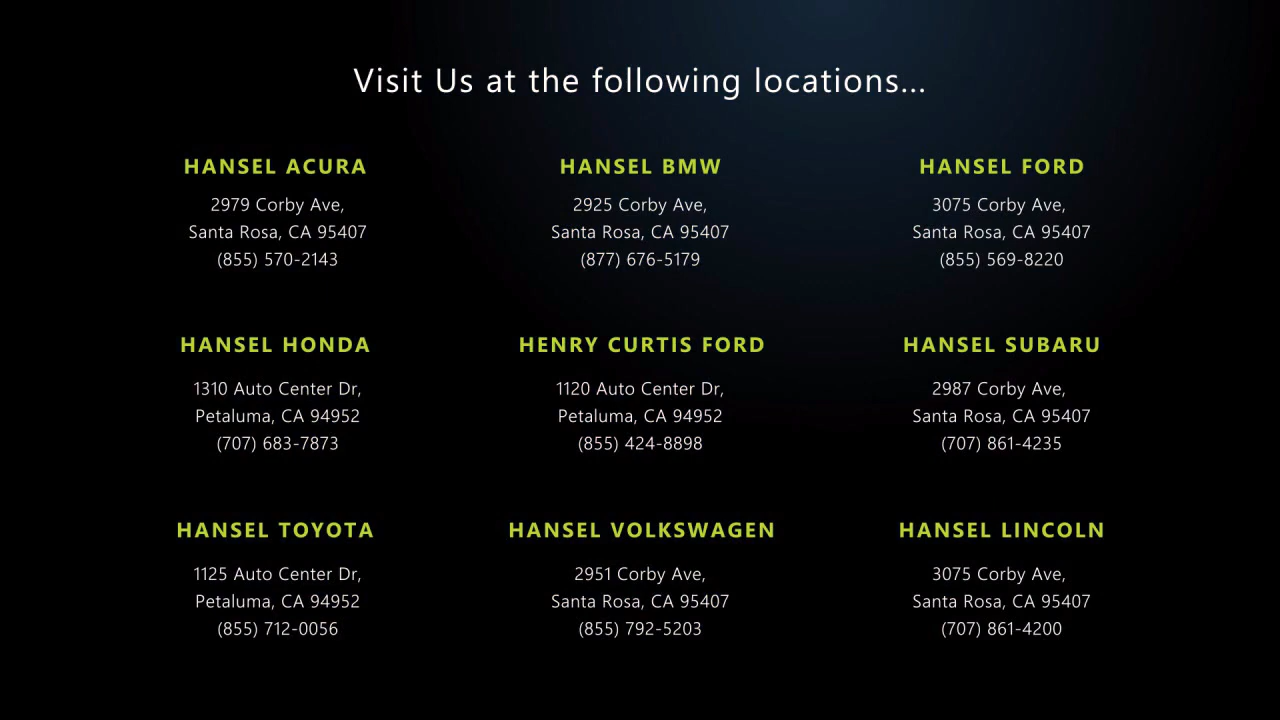 Visit Us at the following locations...
HANSEL ACURA
2979 Corby Ave,
Santa Rosa, CA 95407
(855) 570-2143
HANSEL BMW
2925 Corby Ave,
Santa Rosa, CA 95407
(877) 676-5179
HANSEL FORD
3075 Corby Ave,
Santa Rosa, CA 95407
(855) 569-8220
HANSEL HONDA
1310 Auto Center Dr,
Petaluma, CA 94952
(707) 683-7873
HENRY CURTIS FORD
1120 Auto Center Dr,
Petaluma, CA 94952
(855) 424-8898
HANSEL SUBARU
2987 Corby Ave,
Santa Rosa, CA 95407
(707) 861-4235
HANSEL TOYOTA
1125 Auto Center Dr,
Petaluma, CA 94952
(855) 712-0056
HANSEL VOLKSWAGEN
2951 Corby Ave,
Santa Rosa, CA 95407
(855) 792-5203
HANSEL LINCOLN
3075 Corby Ave,
Santa Rosa, CA 95407
(707) 861-4200